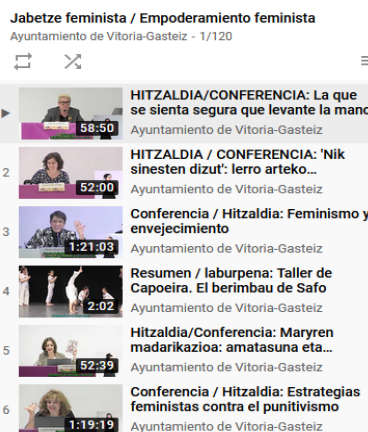 Jabetze feminista / Empoderamiento feminista
Ayuntamiento de Vitoria-Gasteiz - 1/120
HITZALDIA/CONFERENCIA: La que
se sienta segura que levante la mano
58:50
Ayuntamiento de Vitoria-Gasteiz
2
HITZALDIA / CONFERENCIA: 'Nik
sinesten dizut': lerro arteko...
52:00
Ayuntamiento de Vitoria-Gasteiz
3
Conferencia / Hitzaldia: Feminismo y
envejecimiento
1:21:03
Ayuntamiento de Vitoria-Gasteiz
4
Resumen / laburpena: Taller de
Capoeira. El berimbau de Safo
2:02
Ayuntamiento de Vitoria-Gasteiz
5
Hitzaldia/Conferencia: Maryren
madarikazioa: amatasuna eta...
52:39
Ayuntamiento de Vitoria-Gasteiz
6
Conferencia / Hitzaldia: Estrategias
feministas contra el punitivismo
1:19:19
Ayuntamiento de Vitoria-Gasteiz